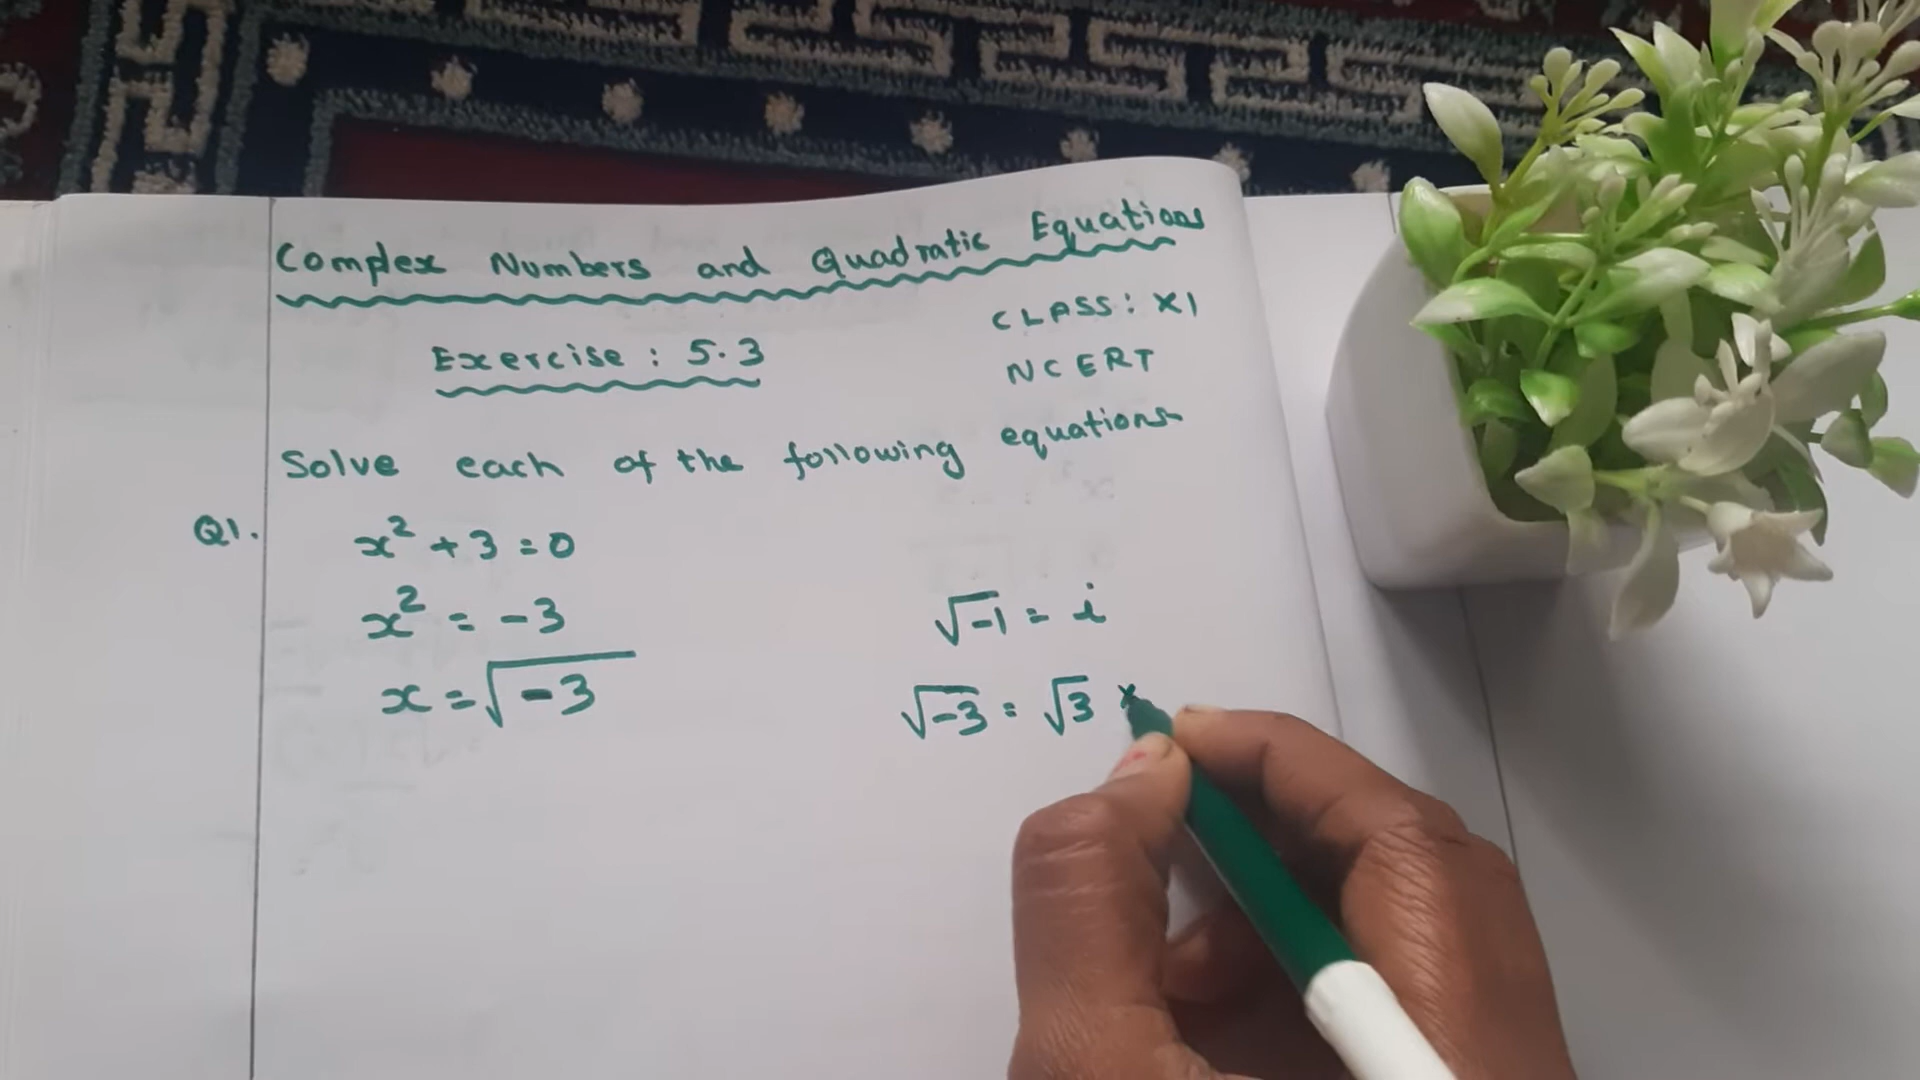 Complex Numbers and Quadratic Equations
Exercise : 5.3
CLASS: XI
NCERT
Solve each of the following equations
Q1. x² + 3 = 0
x² = -3
x = √-3
√-1 = i
√-3 = √3 ×